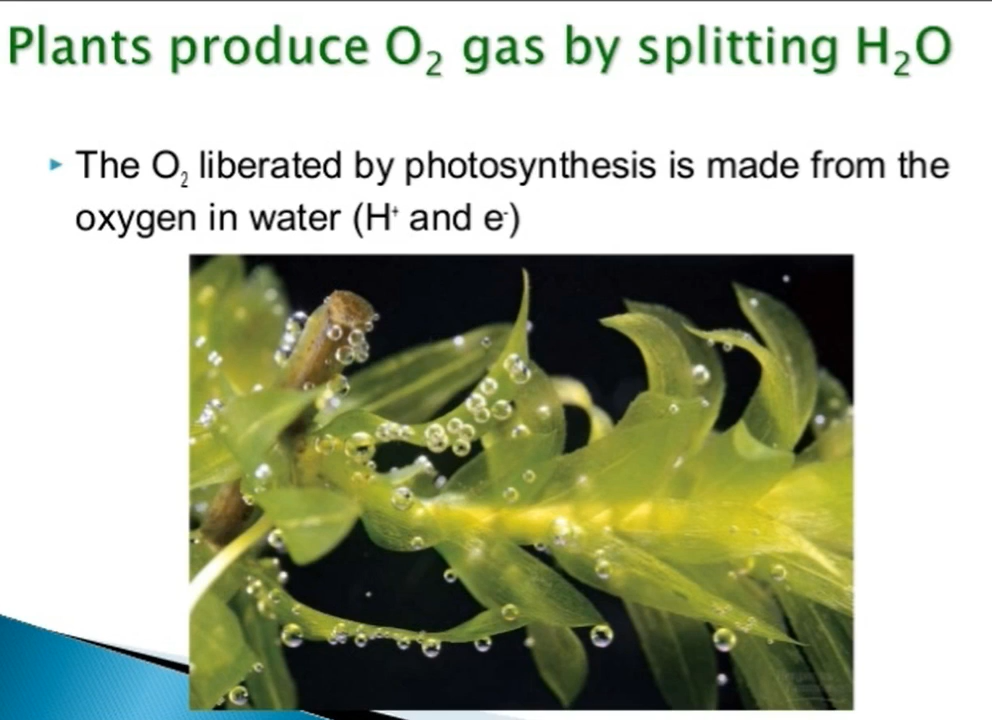 Plants produce O₂ gas by splitting H₂O
The O₂ liberated by photosynthesis is made from the
oxygen in water (H⁺ and e⁻)